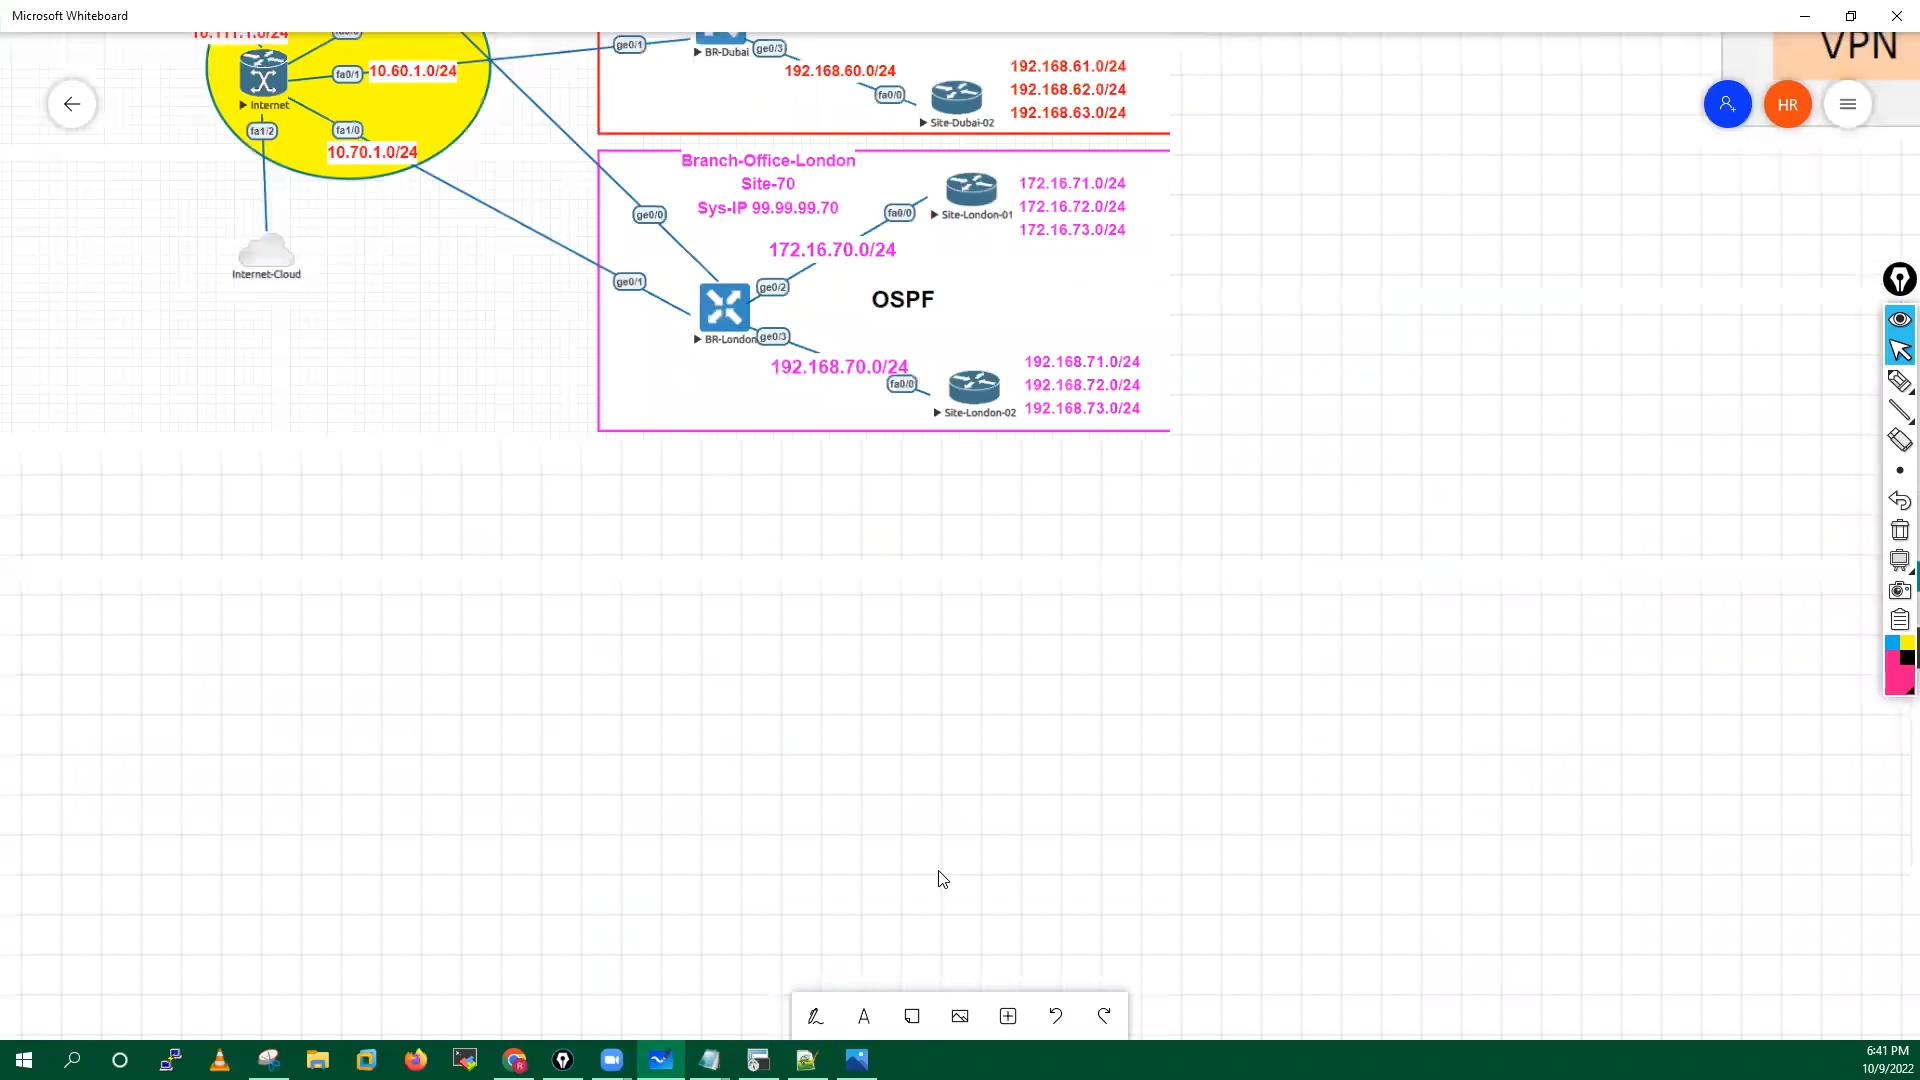 Microsoft Whiteboard
10.111.1.0/24
fa0/1
10.60.1.0/24
Internet
fa1/2
fa1/0
10.70.1.0/24
Internet-Cloud
ge0/1
BR-Dubai
ge0/3
192.168.60.0/24
fa0/0
Site-Dubai-02
192.168.61.0/24
192.168.62.0/24
192.168.63.0/24
VPN
HR
Branch-Office-London
Site-70
Sys-IP 99.99.99.70
ge0/0
fa0/0
Site-London-01
172.16.71.0/24
172.16.72.0/24
172.16.73.0/24
172.16.70.0/24
ge0/1
ge0/2
OSPF
BR-London
ge0/3
192.168.70.0/24
fa0/0
Site-London-02
192.168.71.0/24
192.168.72.0/24
192.168.73.0/24
6:41 PM
10/9/2022